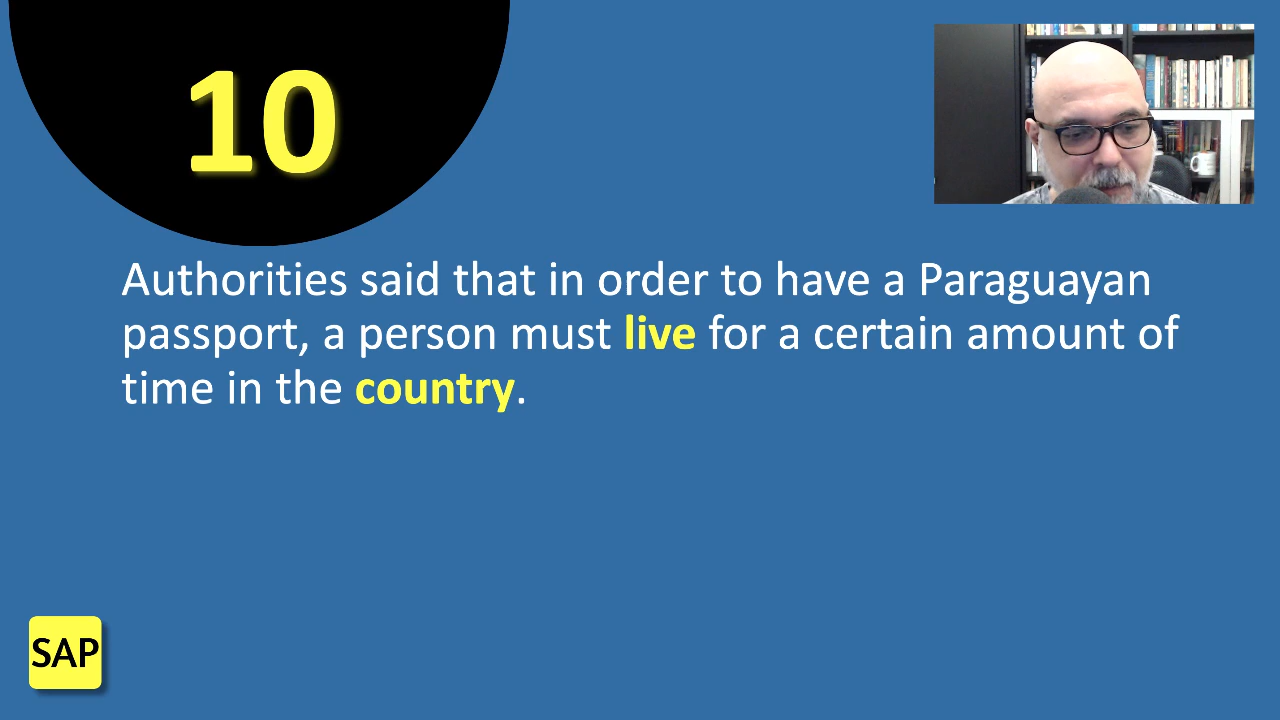 10
Authorities said that in order to have a Paraguayan
passport, a person must live for a certain amount of
time in the country.
SAP